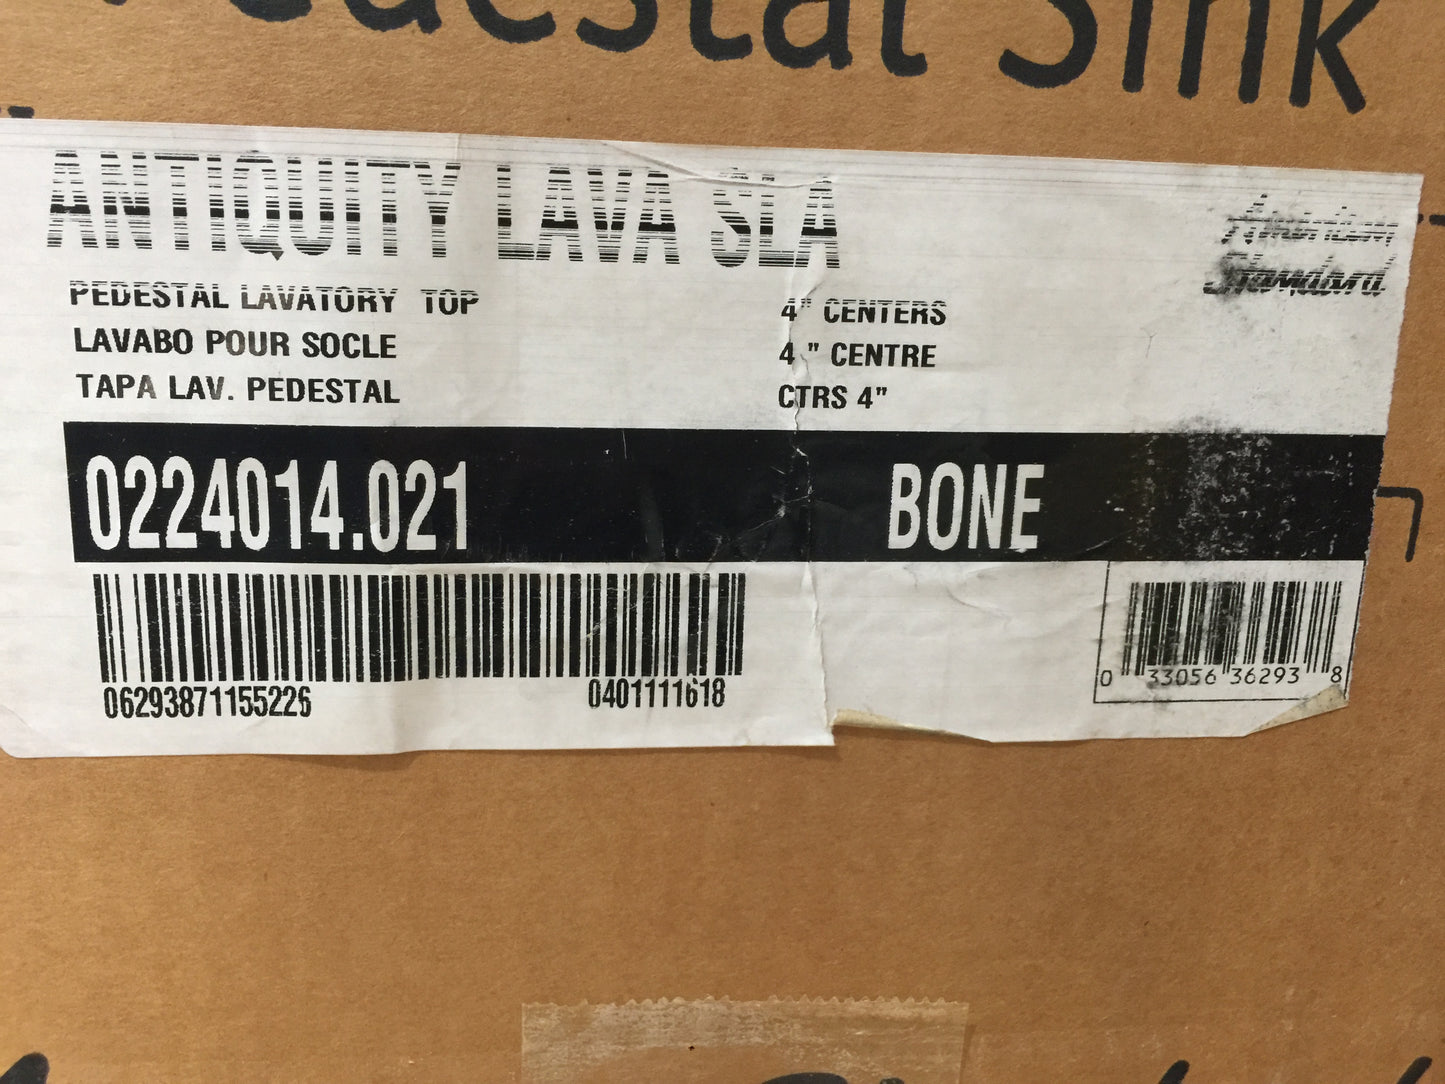 Pedestal Sink
ANTIQUITY LAVA SLA
American
Standard
PEDESTAL LAVATORY TOP
4" CENTERS
LAVABO POUR SOCLE
4 " CENTRE
TAPA LAV. PEDESTAL
CTRS 4"
0224014.021
BONE
06293871155226
0401111618
0 33056 36293 8